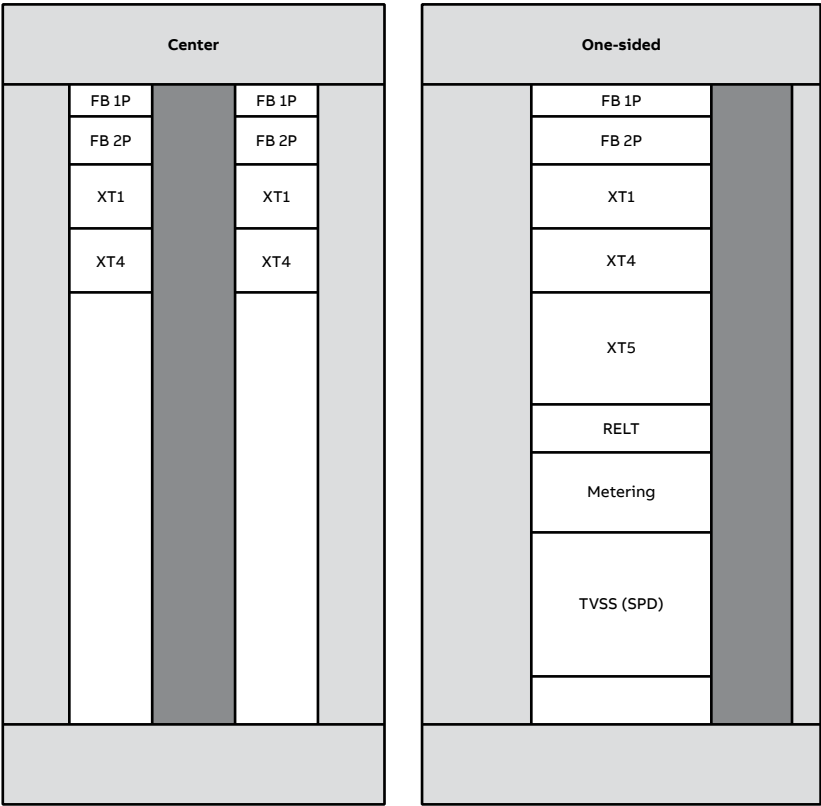 Center
FB 1P
FB 1P
FB 2P
FB 2P
XT1
XT1
XT4
XT4
One-sided
FB 1P
FB 2P
XT1
XT4
XT5
RELT
Metering
TVSS (SPD)